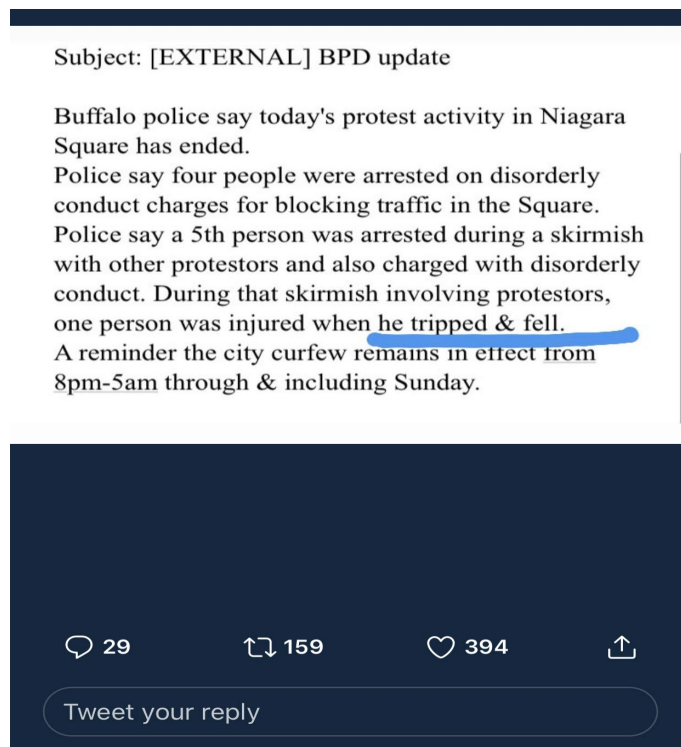 Subject: [EXTERNAL] BPD update
Buffalo police say today's protest activity in Niagara
Square has ended.
Police say four people were arrested on disorderly
conduct charges for blocking traffic in the Square.
Police say a 5th person was arrested during a skirmish
with other protestors and also charged with disorderly
conduct. During that skirmish involving protestors,
one person was injured when he tripped & fell.
A reminder the city curfew remains in effect from
8pm-5am through & including Sunday.
29 159 394
Tweet your reply